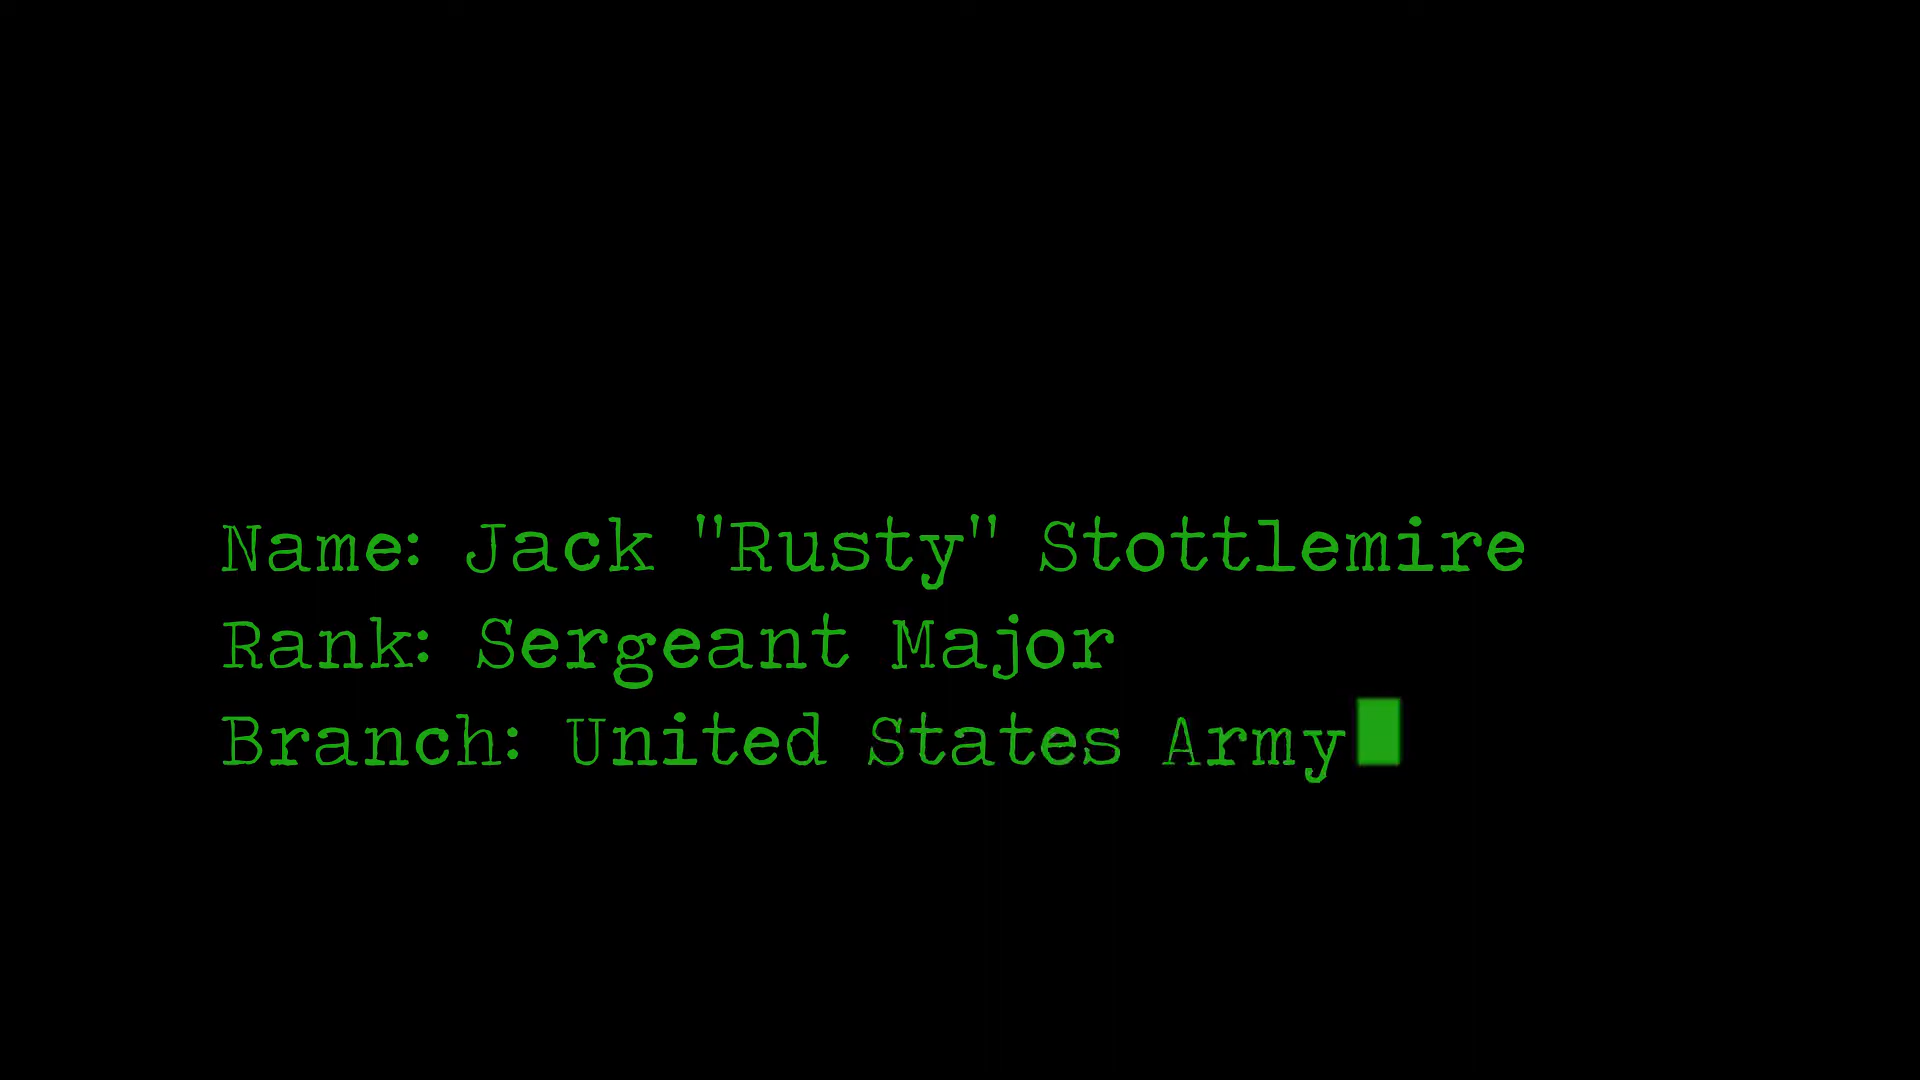 Name: Jack "Rusty" Stottlemire
Rank: Sergeant Major
Branch: United States Army